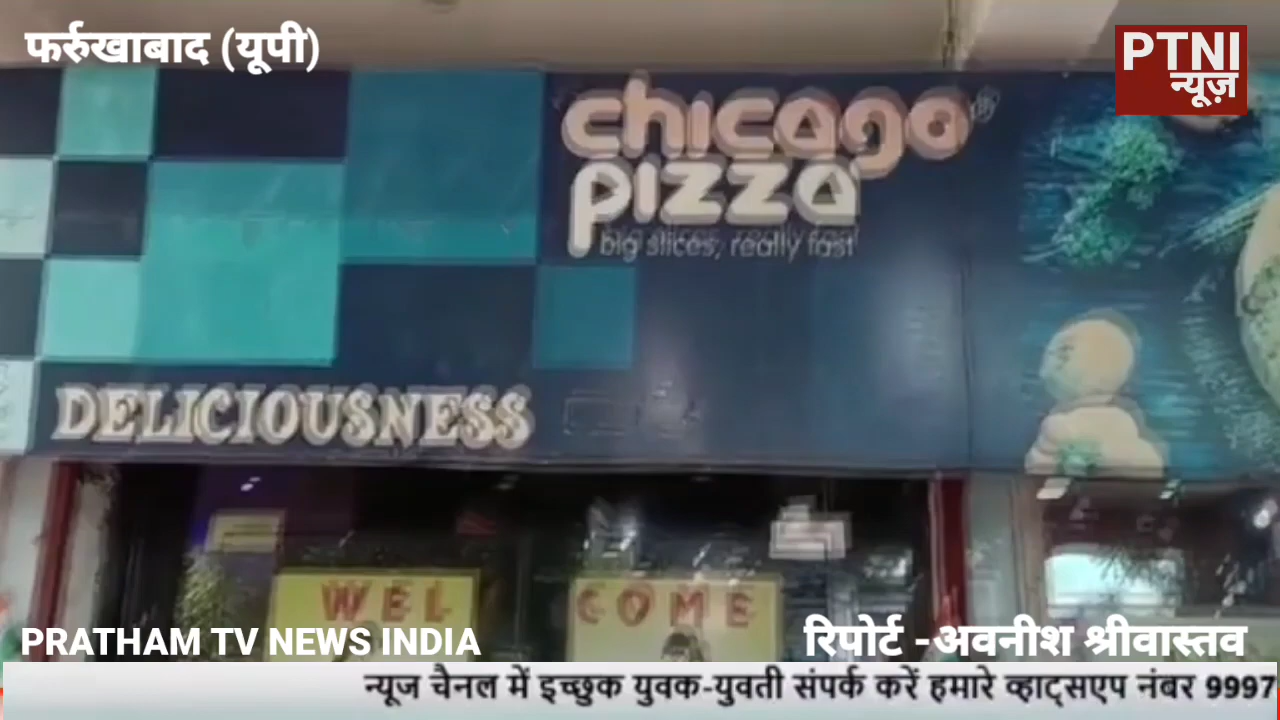 फर्रुखाबाद (यूपी)
PTNI
न्यूज़
chicago
pizza
big slices, really fast
DELICIOUSNESS
WEL COME
PRATHAM TV NEWS INDIA
रिपोर्ट -अवनीश श्रीवास्तव
न्यूज चैनल में इच्छुक युवक-युवती संपर्क करें हमारे व्हाट्सएप नंबर 9997